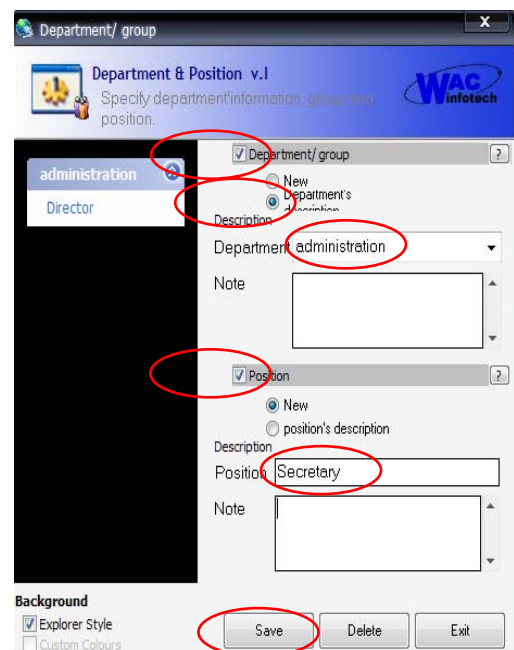 Department/ group
X
Department & Position v.I
Specify department'information, group and
position.
WAC
infotech
administration
Director
Department/ group
?
New
Department's
description
Description
Department administration
Note
Position
?
New
position's description
Description
Position Secretary
Note
Background
Explorer Style
Custom Colours
Save Delete Exit